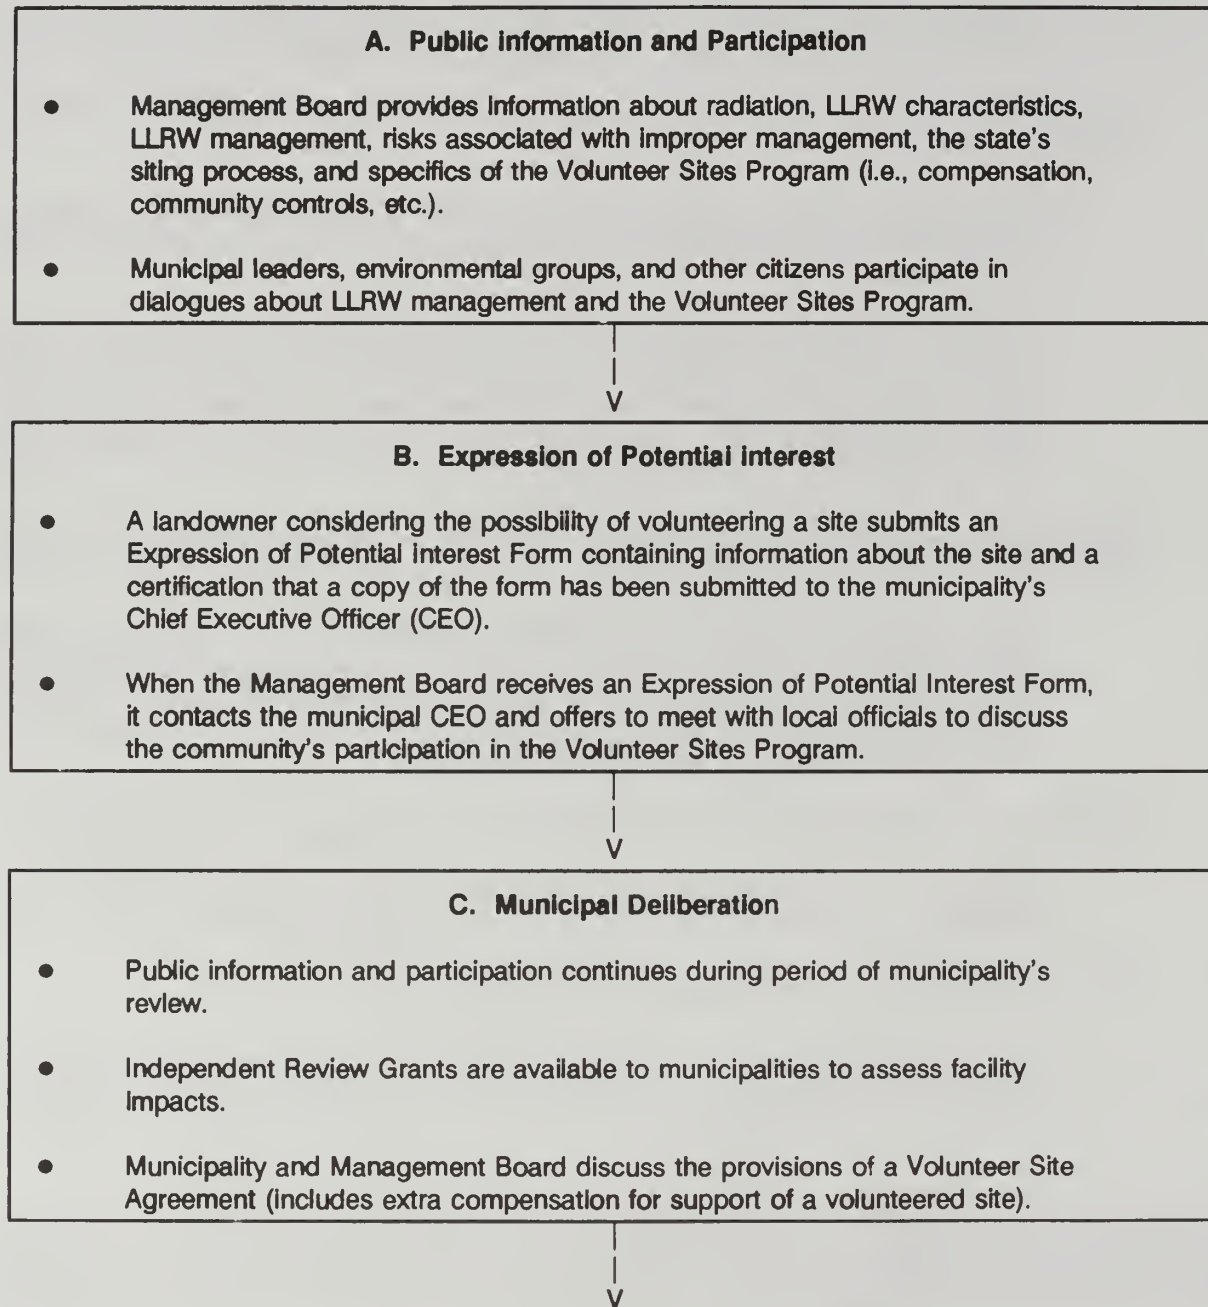 A. Public information and Participation
● Management Board provides information about radiation, LLRW characteristics,
LLRW management, risks associated with improper management, the state's
siting process, and specifics of the Volunteer Sites Program (i.e., compensation,
community controls, etc.).
● Municipal leaders, environmental groups, and other citizens participate in
dialogues about LLRW management and the Volunteer Sites Program.
V
B. Expression of Potential interest
● A landowner considering the possibility of volunteering a site submits an
Expression of Potential Interest Form containing information about the site and a
certification that a copy of the form has been submitted to the municipality's
Chief Executive Officer (CEO).
● When the Management Board receives an Expression of Potential Interest Form,
it contacts the municipal CEO and offers to meet with local officials to discuss
the community's participation in the Volunteer Sites Program.
V
C. Municipal Deliberation
● Public information and participation continues during period of municipality's
review.
● Independent Review Grants are available to municipalities to assess facility
Impacts.
● Municipality and Management Board discuss the provisions of a Volunteer Site
Agreement (includes extra compensation for support of a volunteered site).
V